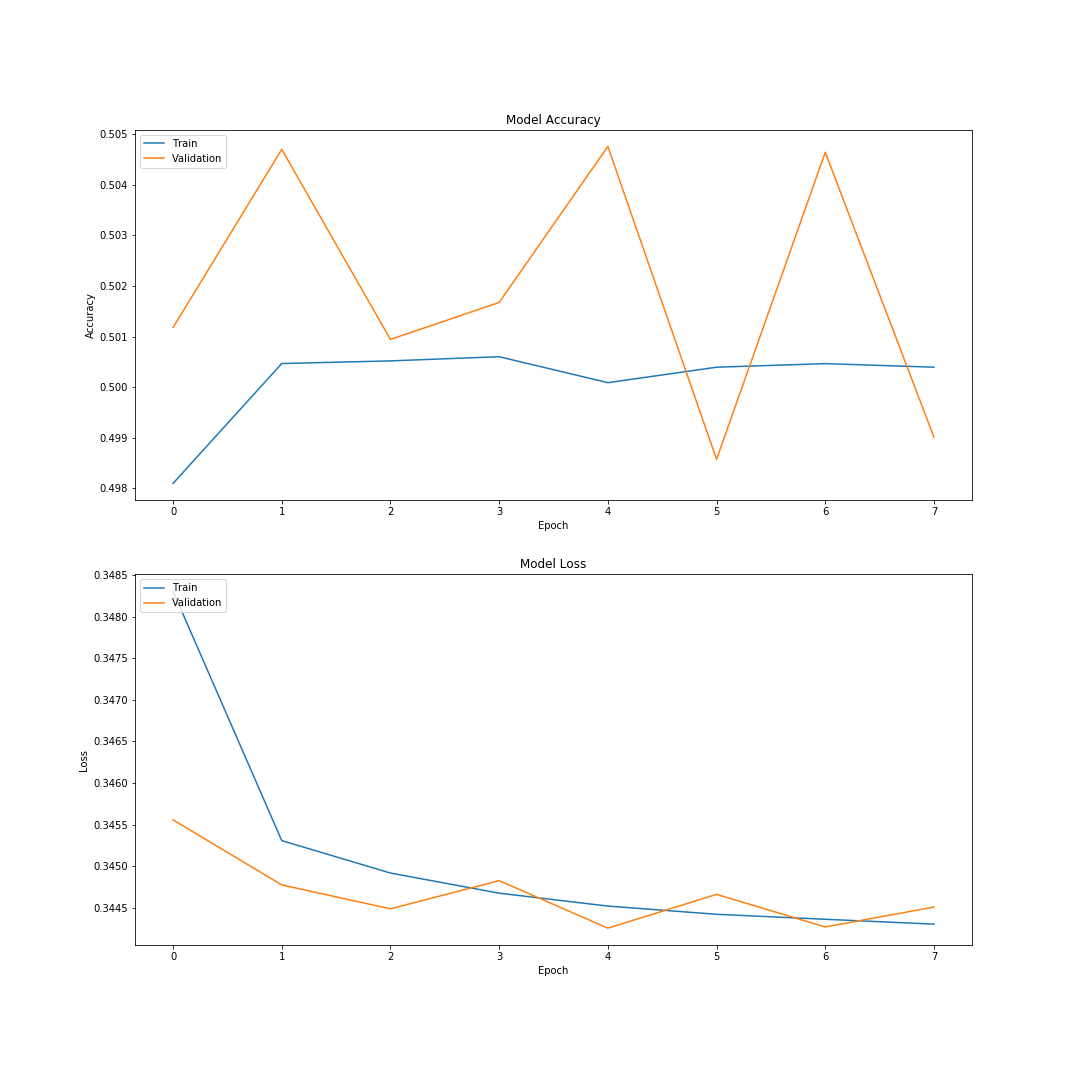 Model Accuracy
Train
Validation
0.505
0.504
0.503
0.502
0.501
0.500
0.499
0.498
Accuracy
0 1 2 3 4 5 6 7
Epoch
Model Loss
Train
Validation
0.3485
0.3480
0.3475
0.3470
0.3465
0.3460
0.3455
0.3450
0.3445
Loss
0 1 2 3 4 5 6 7
Epoch